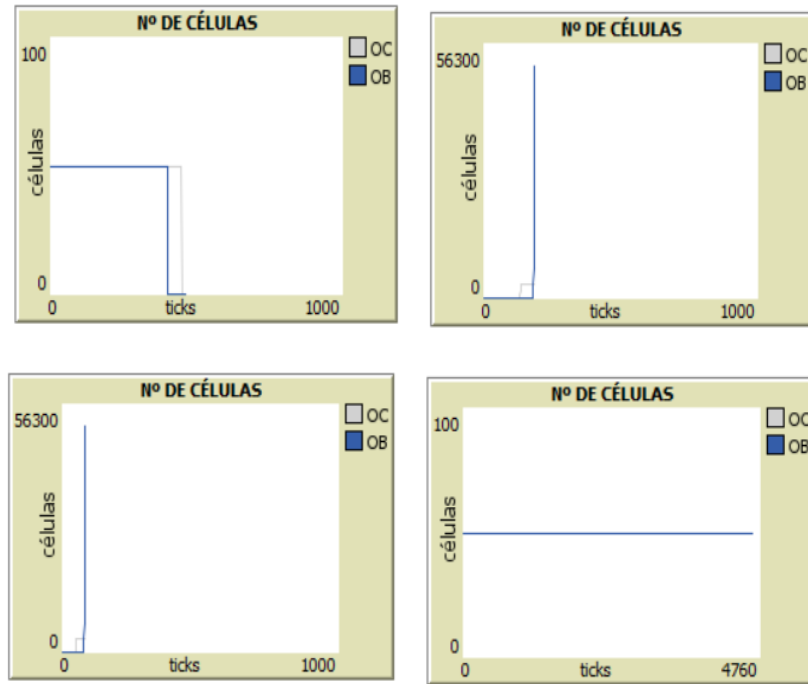 Nº DE CÉLULAS
100
OC
OB
células
0
0
ticks
1000
Nº DE CÉLULAS
56300
OC
OB
células
0
0
ticks
1000
Nº DE CÉLULAS
56300
OC
OB
células
0
0
ticks
1000
Nº DE CÉLULAS
100
OC
OB
células
0
0
ticks
4760